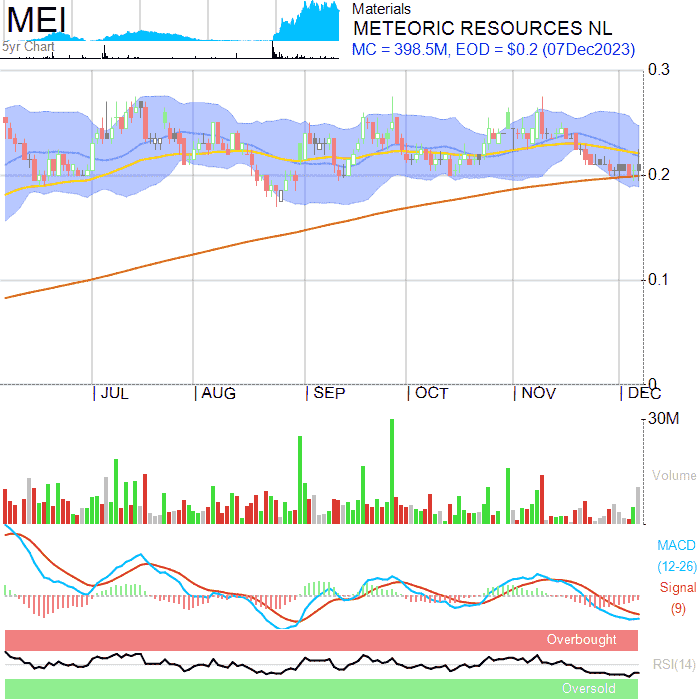 MEI
5yr Chart
Materials
METEORIC RESOURCES NL
MC = 398.5M, EOD = $0.2 (07Dec2023)
0.3
0.2
0.1
0
JUL AUG SEP OCT NOV DEC
30M
Volume
MACD
(12-26)
Signal
(9)
Overbought
RSI(14)
Oversold